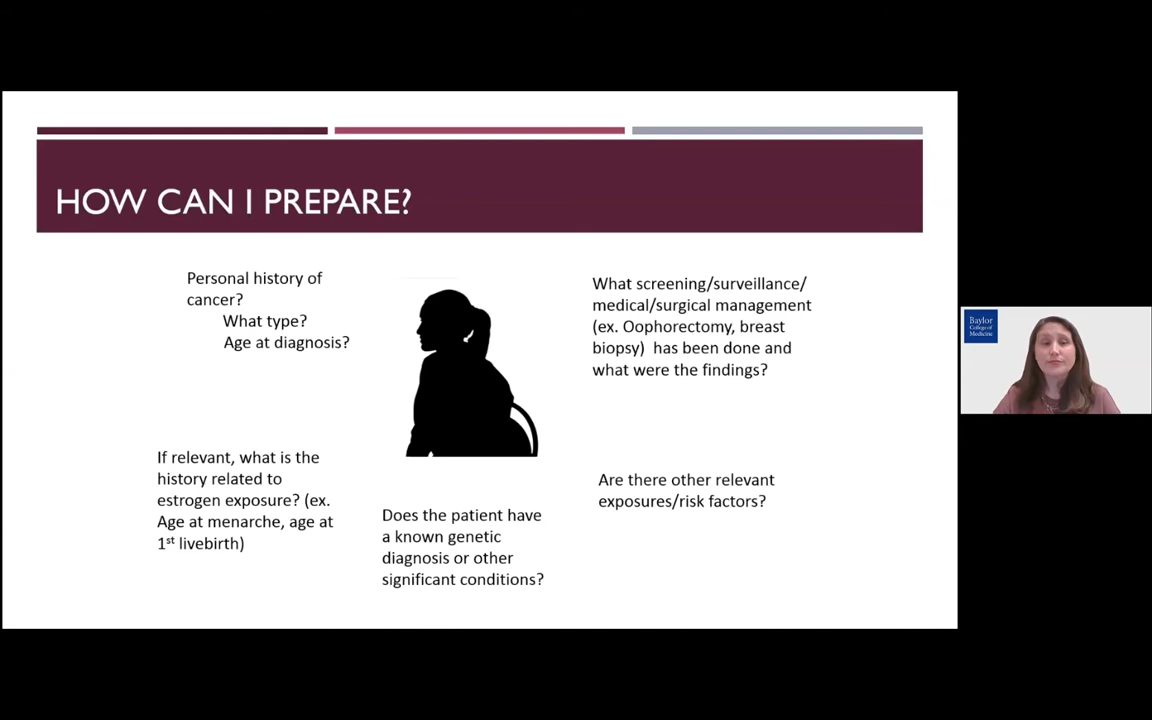 HOW CAN I PREPARE?
Personal history of
cancer?
What type?
Age at diagnosis?
What screening/surveillance/
medical/surgical management
(ex. Oophorectomy, breast
biopsy)  has been done and
what were the findings?
If relevant, what is the
history related to
estrogen exposure? (ex.
Age at menarche, age at
1st livebirth)
Does the patient have
a known genetic
diagnosis or other
significant conditions?
Are there other relevant
exposures/risk factors?
Baylor
College of
Medicine